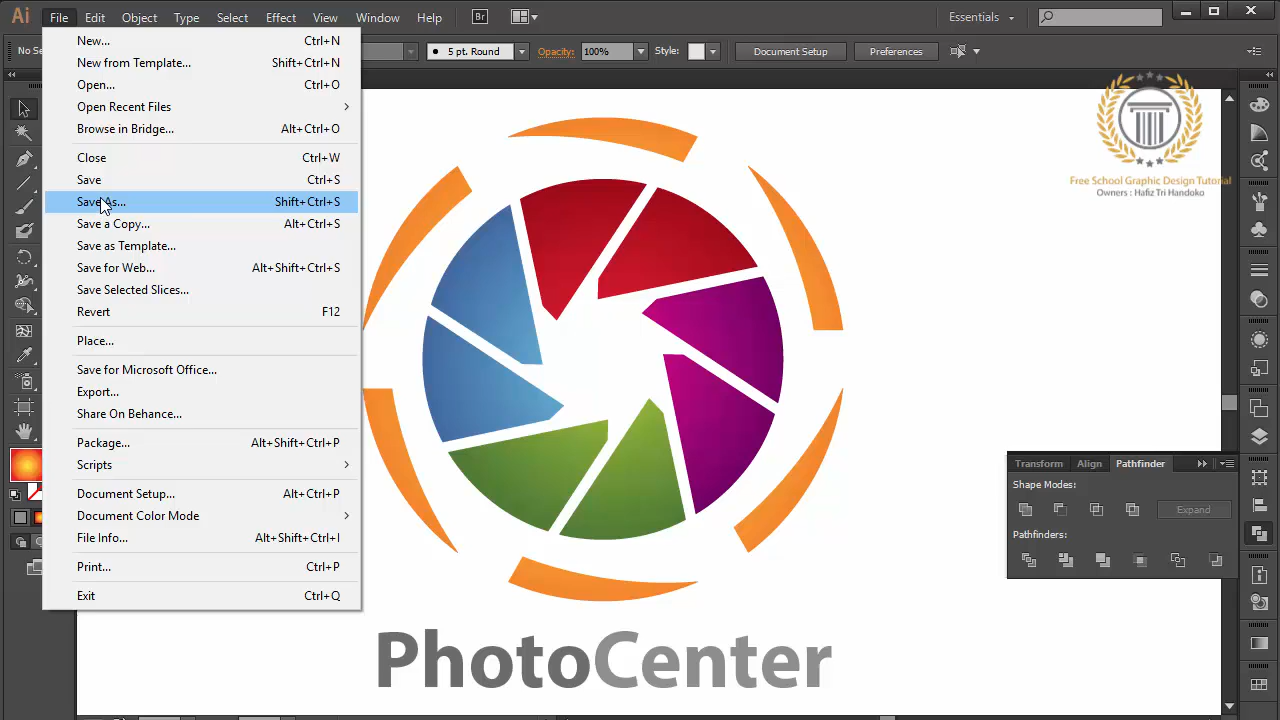 Ai File Edit Object Type Select Effect View Window Help Br Essentials
No Se 5 pt. Round Opacity: 100% Style: Document Setup Preferences
New... Ctrl+N
New from Template... Shift+Ctrl+N
Open... Ctrl+O
Open Recent Files
Browse in Bridge... Alt+Ctrl+O
Close Ctrl+W
Save Ctrl+S
Save As... Shift+Ctrl+S
Save a Copy... Alt+Ctrl+S
Save as Template...
Save for Web... Alt+Shift+Ctrl+S
Save Selected Slices...
Revert F12
Place...
Save for Microsoft Office...
Export...
Share On Behance...
Package... Alt+Shift+Ctrl+P
Scripts
Document Setup... Alt+Ctrl+P
Document Color Mode
File Info... Alt+Shift+Ctrl+I
Print... Ctrl+P
Exit Ctrl+Q
Free School Graphic Design Tutorial
Owners : Hafiz Tri Handoko
Transform Align Pathfinder
Shape Modes:
Expand
Pathfinders:
PhotoCenter